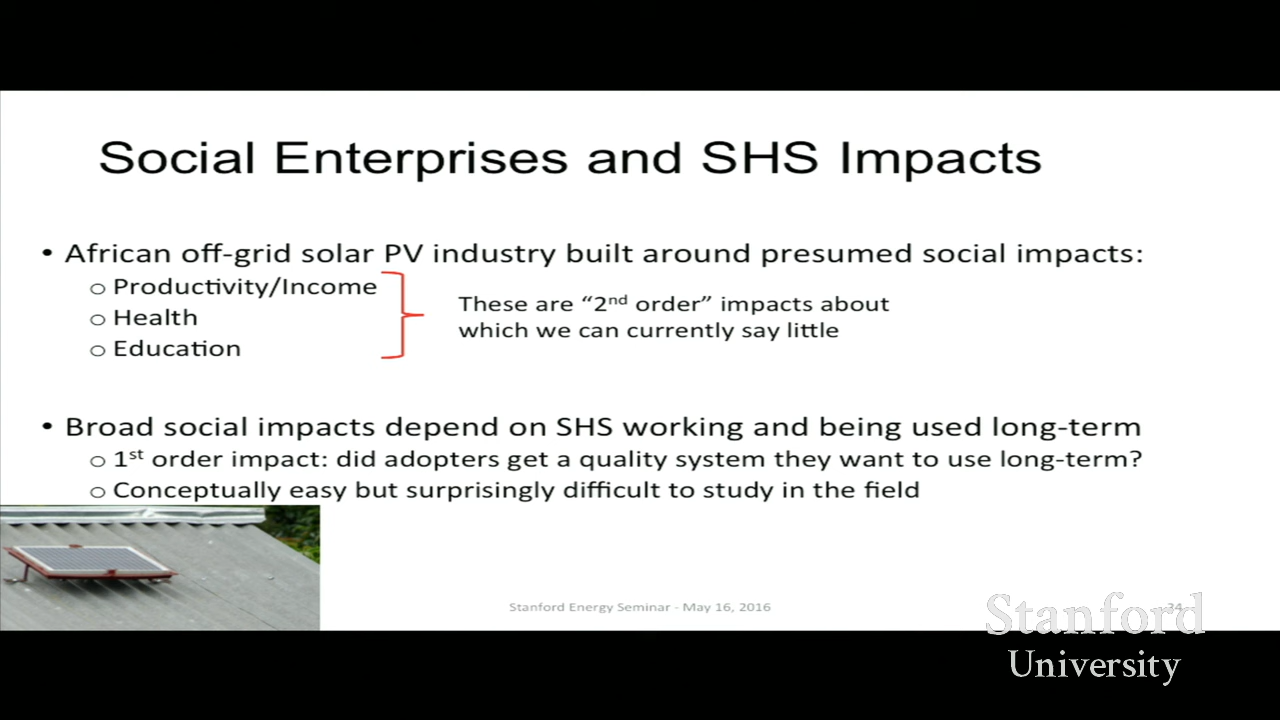 Social Enterprises and SHS Impacts
• African off-grid solar PV industry built around presumed social impacts:
o Productivity/Income
o Health
o Education
These are “2nd order” impacts about
which we can currently say little
• Broad social impacts depend on SHS working and being used long-term
o 1st order impact: did adopters get a quality system they want to use long-term?
o Conceptually easy but surprisingly difficult to study in the field
Stanford Energy Seminar - May 16, 2016
34
Stanford
University